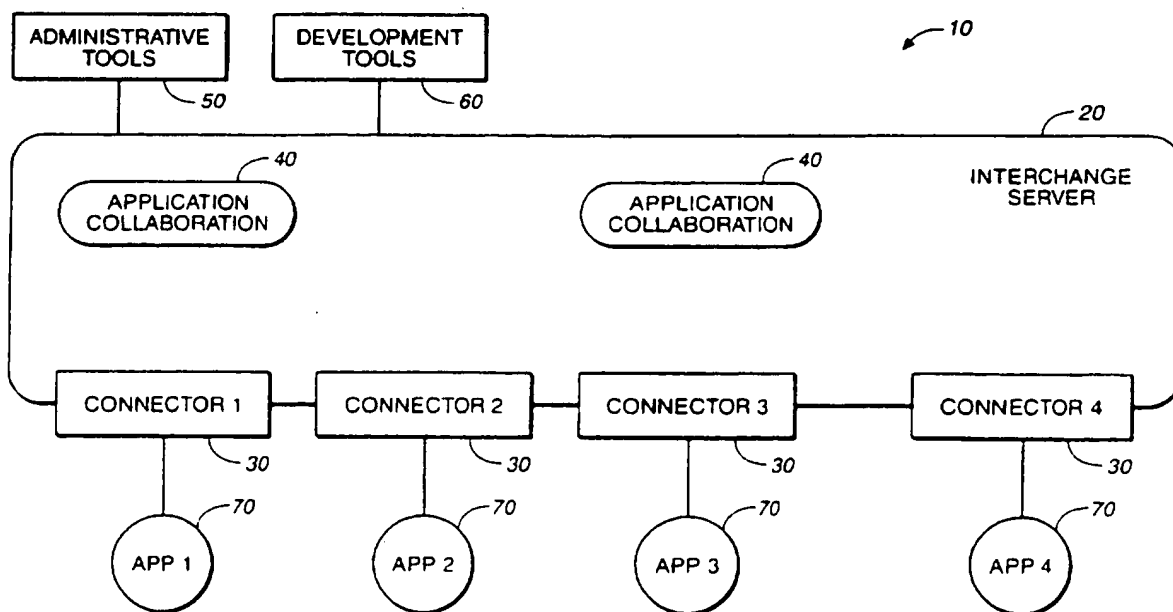 ADMINISTRATIVE
TOOLS
50
DEVELOPMENT
TOOLS
60
10
20
INTERCHANGE
SERVER
40
APPLICATION
COLLABORATION
40
APPLICATION
COLLABORATION
CONNECTOR 1
30
CONNECTOR 2
30
CONNECTOR 3
30
CONNECTOR 4
30
70
APP 1
70
APP 2
70
APP 3
70
APP 4